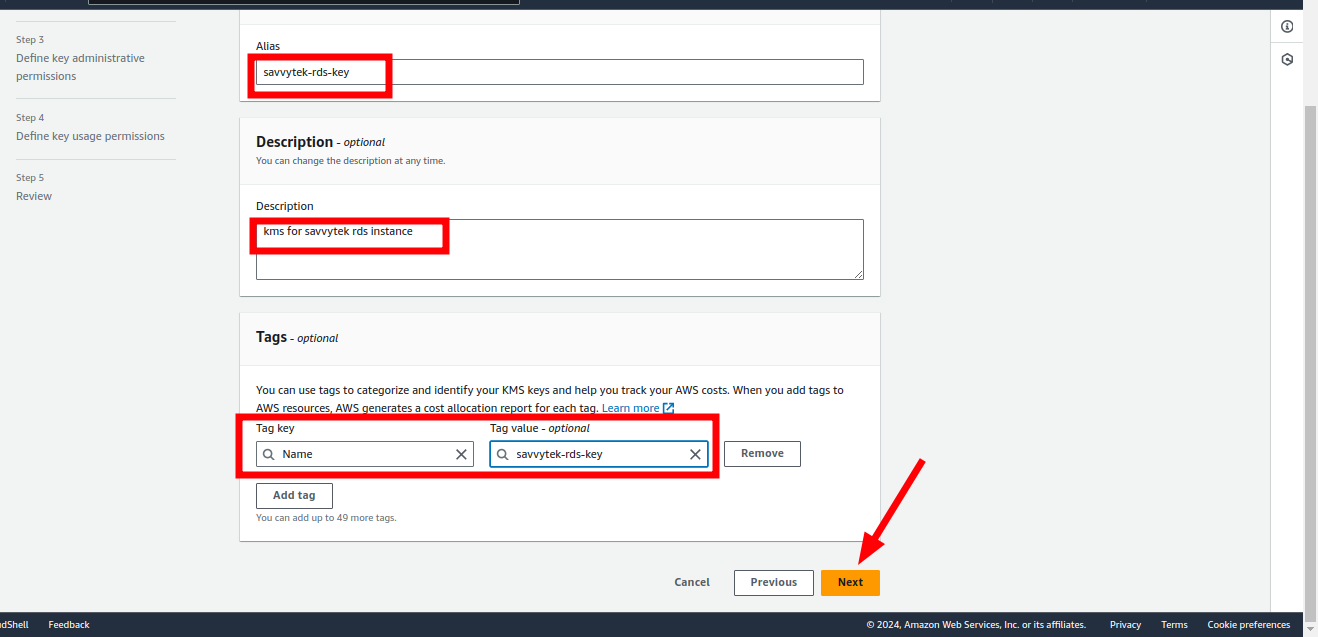 Step 3
Define key administrative
permissions
Step 4
Define key usage permissions
Step 5
Review
Alias
savvytek-rds-key
Description - optional
You can change the description at any time.
Description
kms for savvytek rds instance
Tags - optional
You can use tags to categorize and identify your KMS keys and help you track your AWS costs. When you add tags to
AWS resources, AWS generates a cost allocation report for each tag. Learn more
Tag key
Tag value - optional
Name
savvytek-rds-key
Remove
Add tag
You can add up to 49 more tags.
Cancel
Previous
Next
dShell
Feedback
© 2024, Amazon Web Services, Inc. or its affiliates.
Privacy
Terms
Cookie preferences